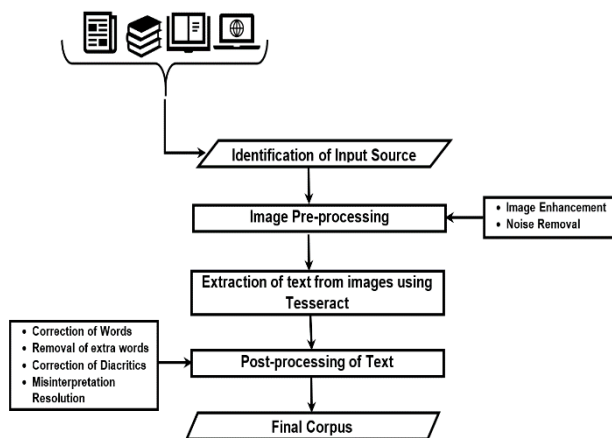 Identification of Input Source
Image Pre-processing
• Image Enhancement
• Noise Removal
Extraction of text from images using
Tesseract
• Correction of Words
• Removal of extra words
• Correction of Diacritics
• Misinterpretation
Resolution
Post-processing of Text
Final Corpus